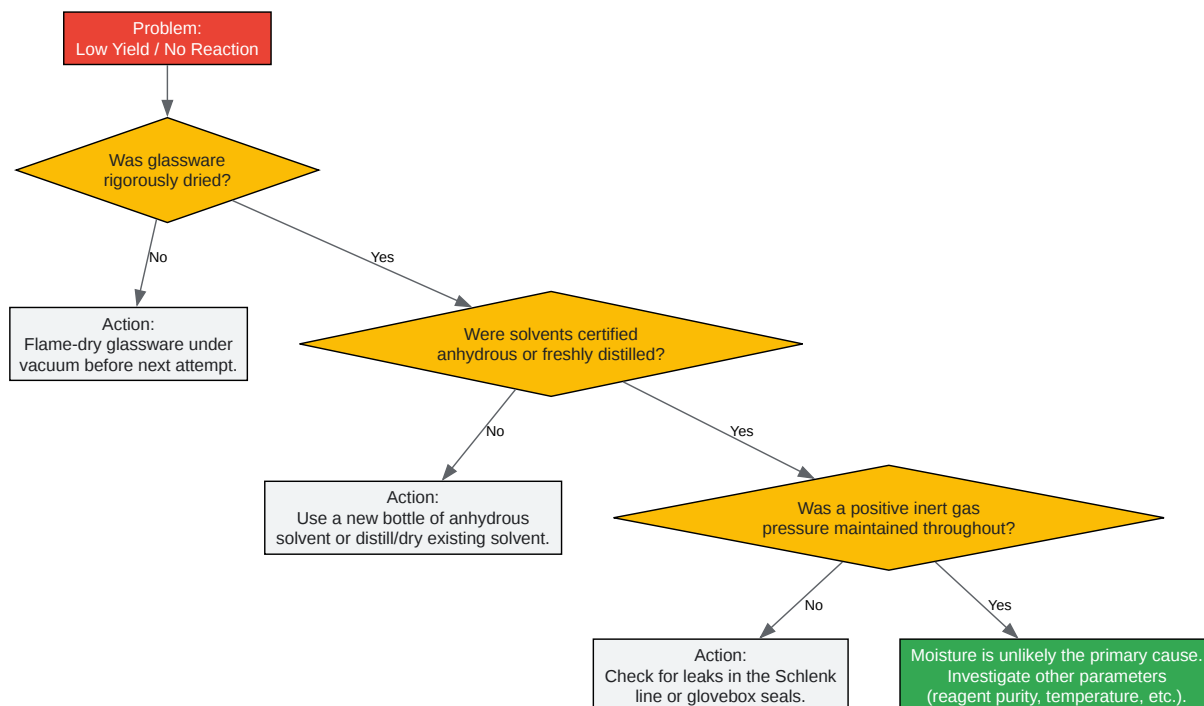 Problem:
Low Yield / No Reaction
Was glassware
rigorously dried?
No
Yes
Action:
Flame-dry glassware under
vacuum before next attempt.
Were solvents certified
anhydrous or freshly distilled?
No
Yes
Action:
Use a new bottle of anhydrous
solvent or distill/dry existing solvent.
Was a positive inert gas
pressure maintained throughout?
No
Yes
Action:
Check for leaks in the Schlenk
line or glovebox seals.
Moisture is unlikely the primary cause.
Investigate other parameters
(reagent purity, temperature, etc.).